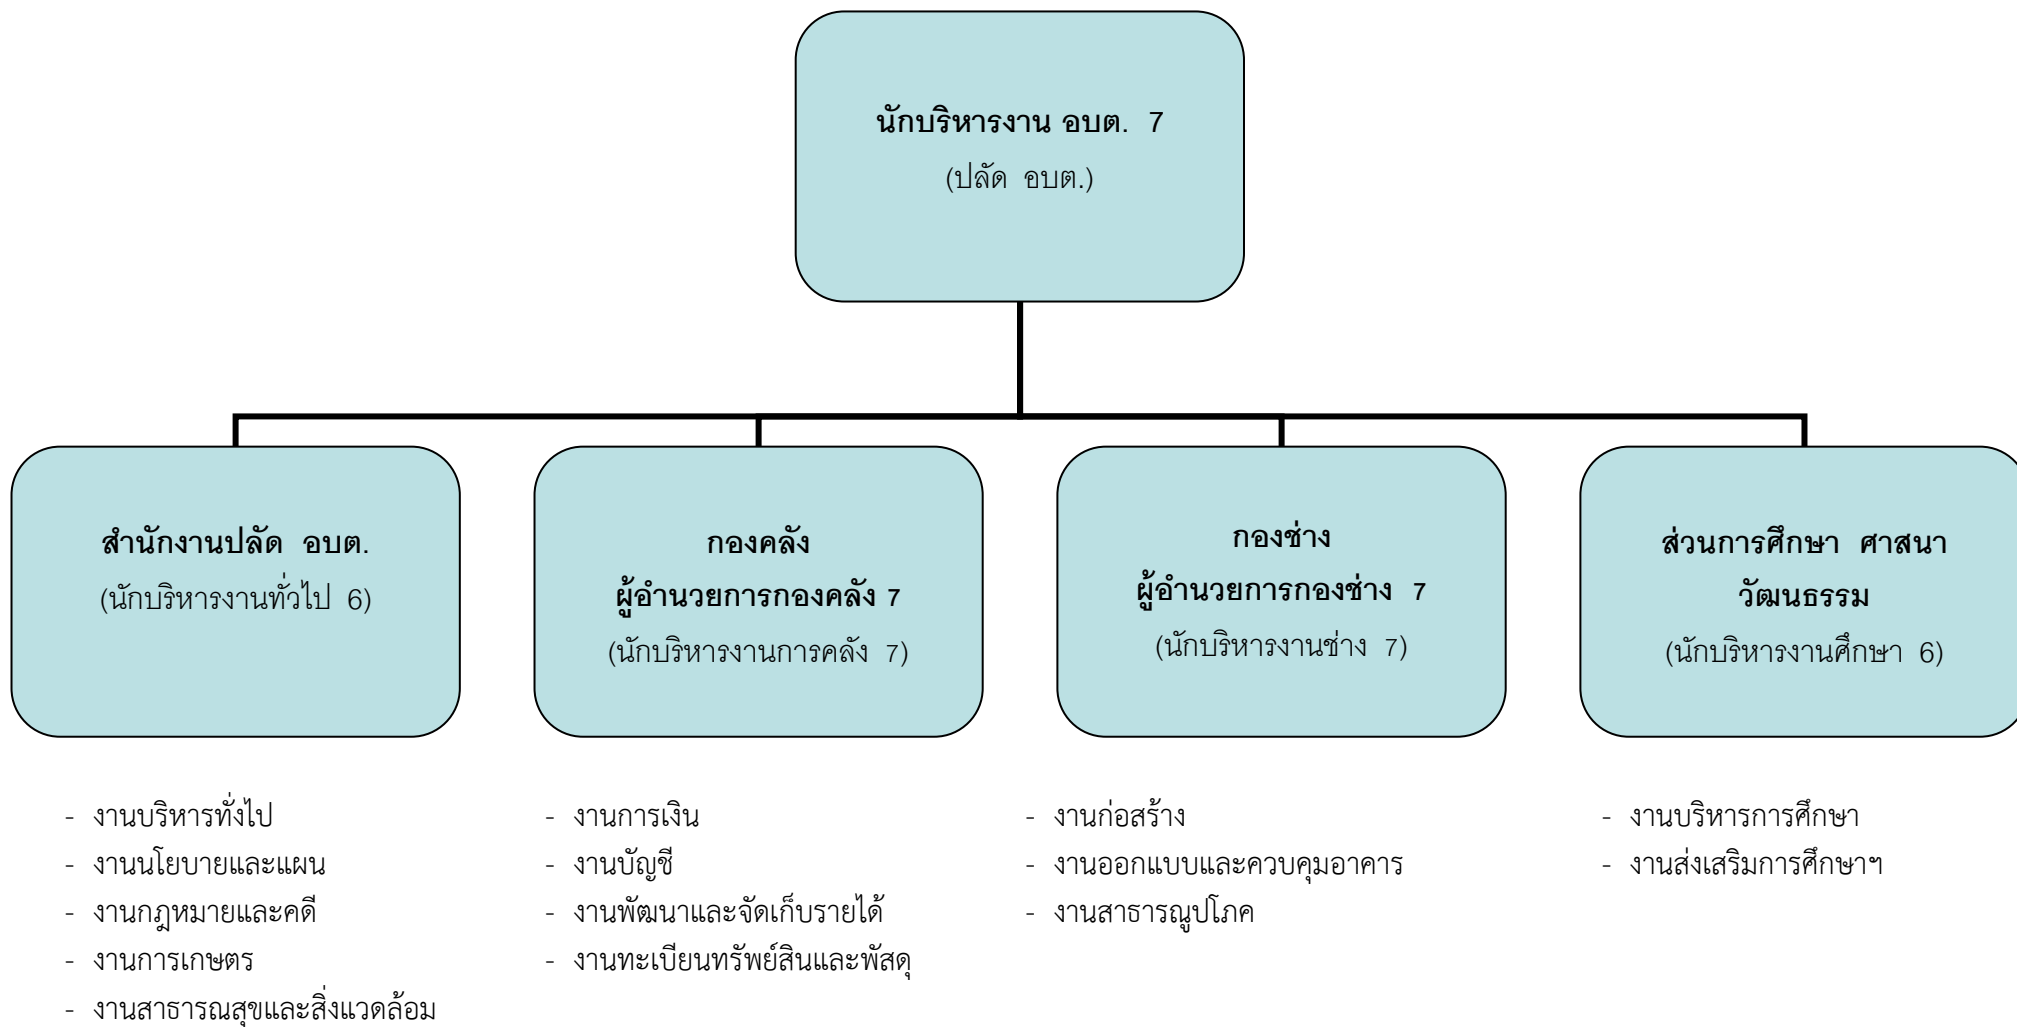 นักบริหารงาน อบต. 7
(ปลัด อบต.)
สำนักงานปลัด อบต.
(นักบริหารงานทั่วไป 6)
กองคลัง
ผู้อำนวยการกองคลัง 7
(นักบริหารงานการคลัง 7)
กองช่าง
ผู้อำนวยการกองช่าง 7
(นักบริหารงานช่าง 7)
ส่วนการศึกษา ศาสนา
วัฒนธรรม
(นักบริหารงานศึกษา 6)
- งานบริหารทั่งไป
- งานนโยบายและแผน
- งานกฎหมายและคดี
- งานการเกษตร
- งานสาธารณสุขและสิ่งแวดล้อม
- งานการเงิน
- งานบัญชี
- งานพัฒนาและจัดเก็บรายได้
- งานทะเบียนทรัพย์สินและพัสดุ
- งานก่อสร้าง
- งานออกแบบและควบคุมอาคาร
- งานสาธารณูปโภค
- งานบริหารการศึกษา
- งานส่งเสริมการศึกษาฯ